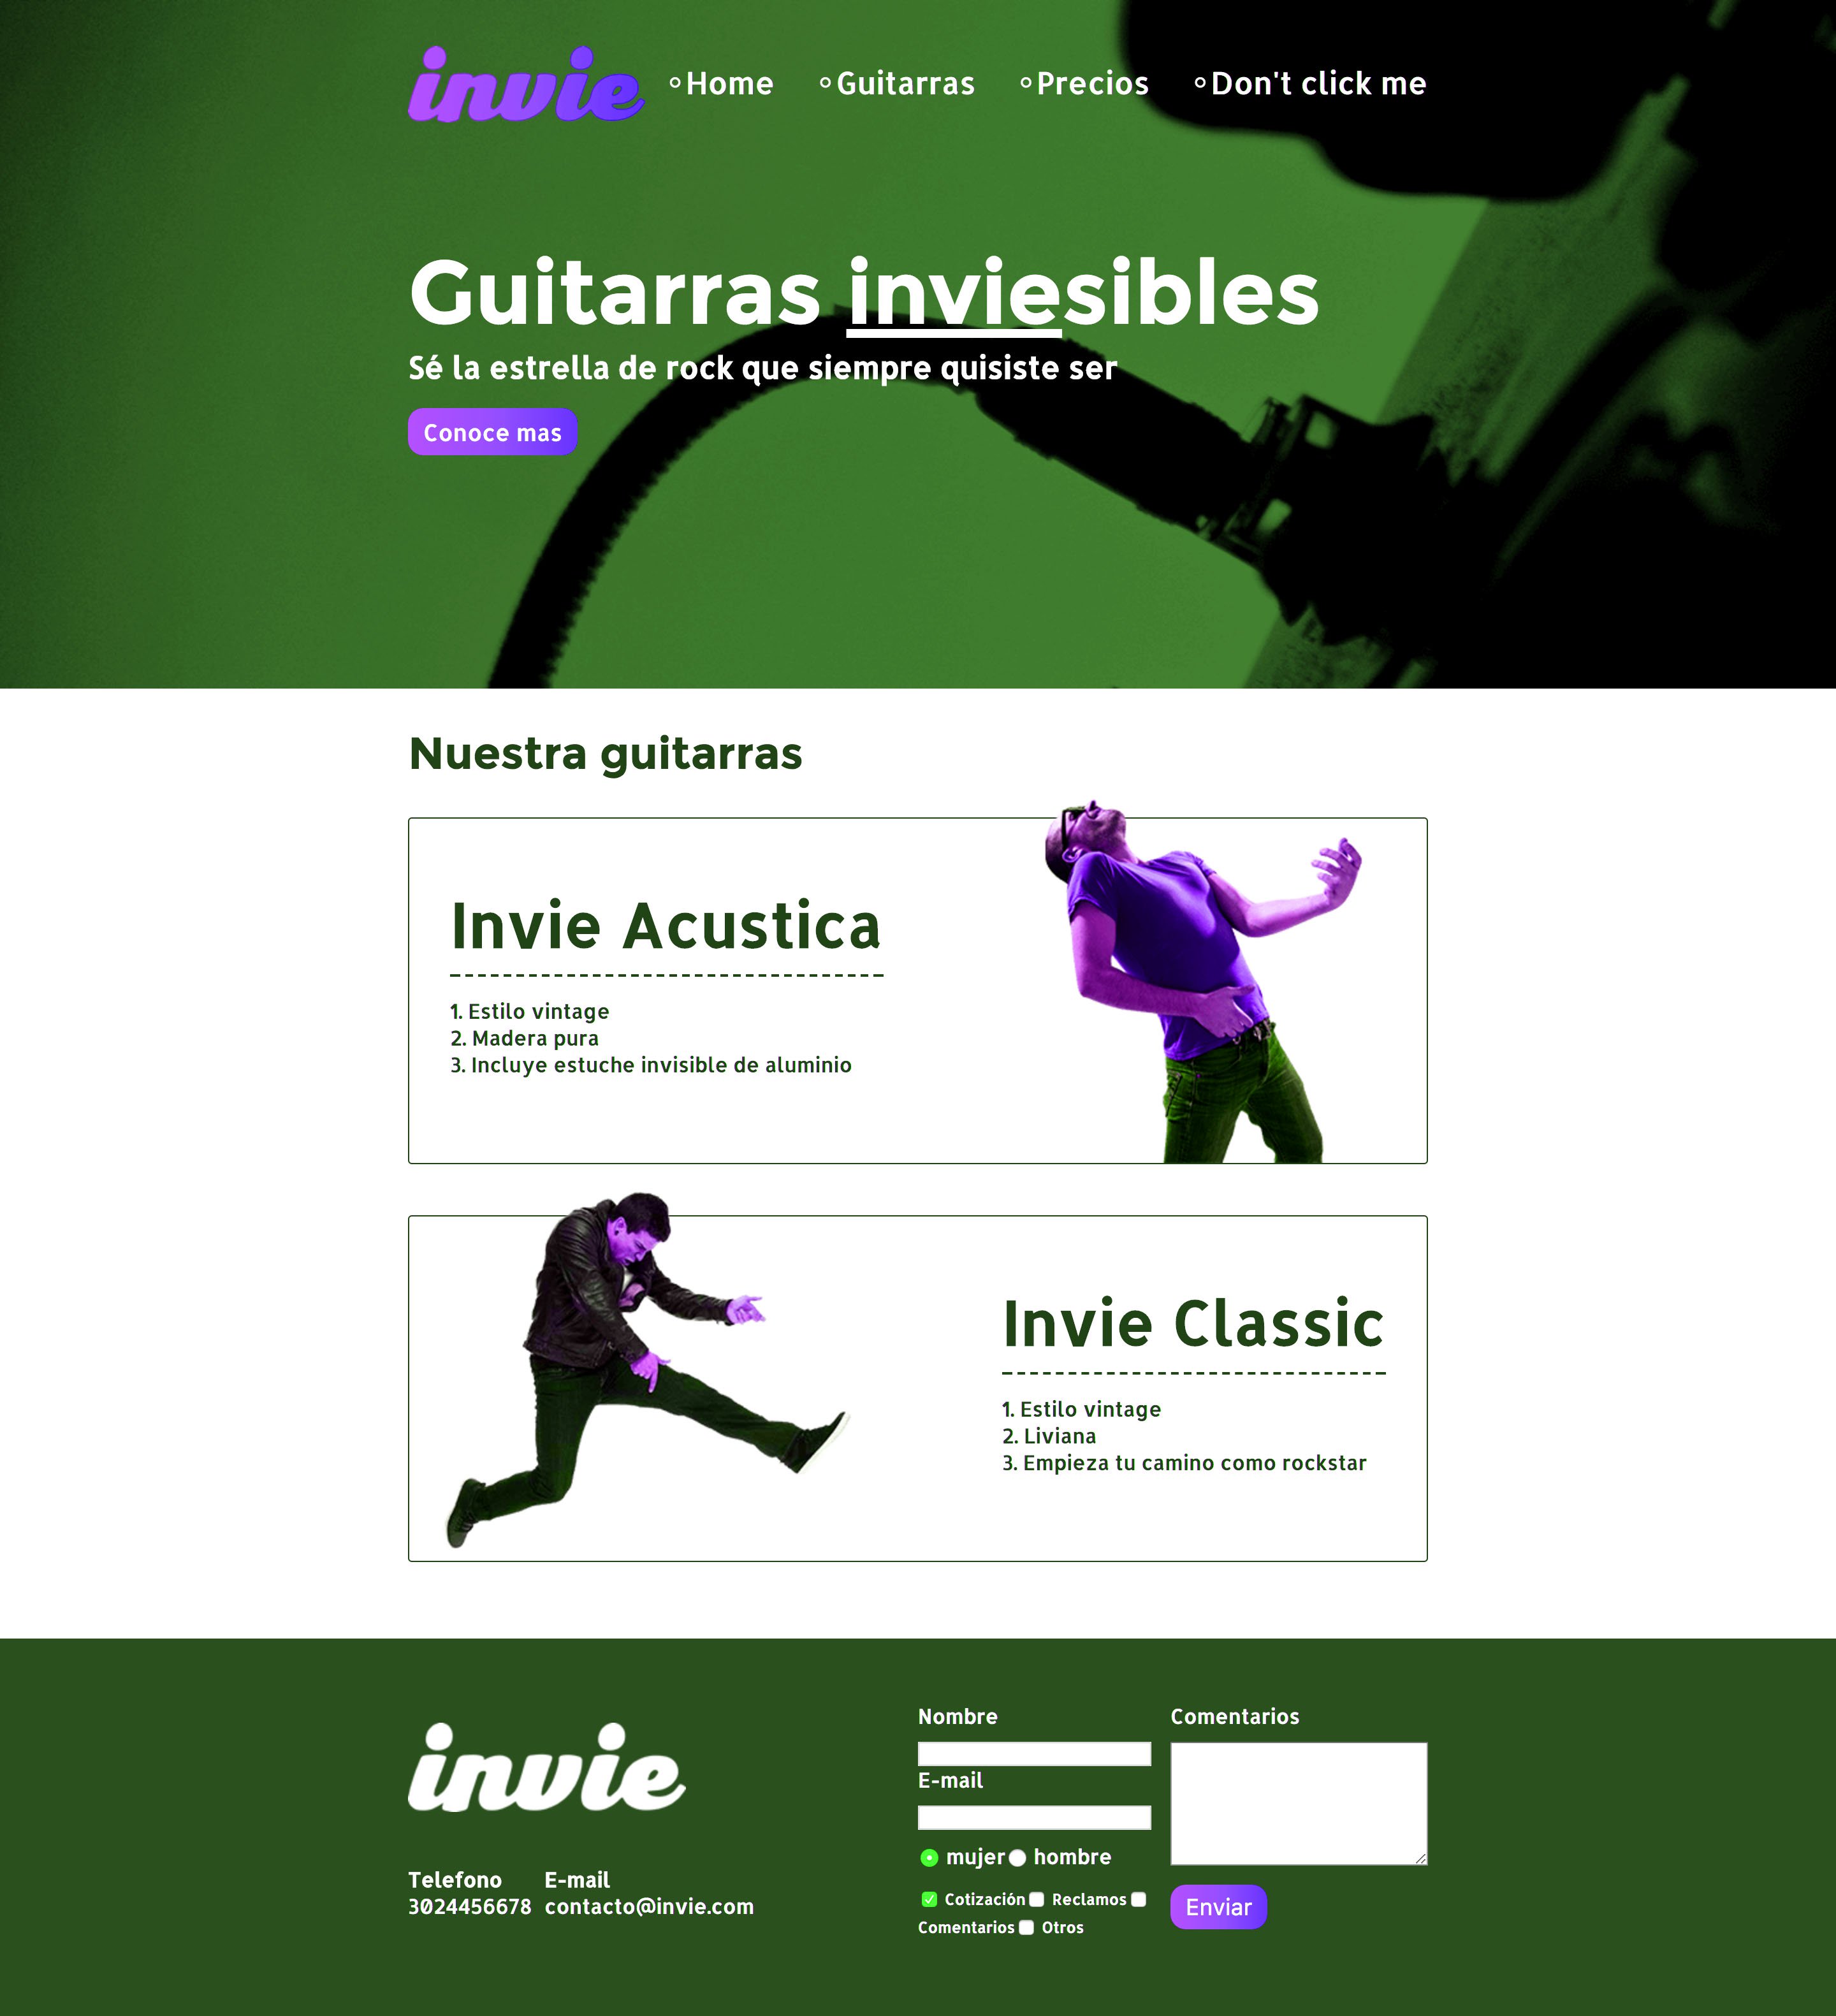 invie
Home Guitarras Precios Don't click me
Guitarras inviesibles
Sé la estrella de rock que siempre quisiste ser
Conoce mas
Nuestra guitarras
Invie Acustica
1. Estilo vintage
2. Madera pura
3. Incluye estuche invisible de aluminio
Invie Classic
1. Estilo vintage
2. Liviana
3. Empieza tu camino como rockstar
invie
Telefono E-mail
3024456678 contacto@invie.com
Nombre
E-mail
mujer hombre
Cotización Reclamos
Comentarios Otros
Comentarios
Enviar